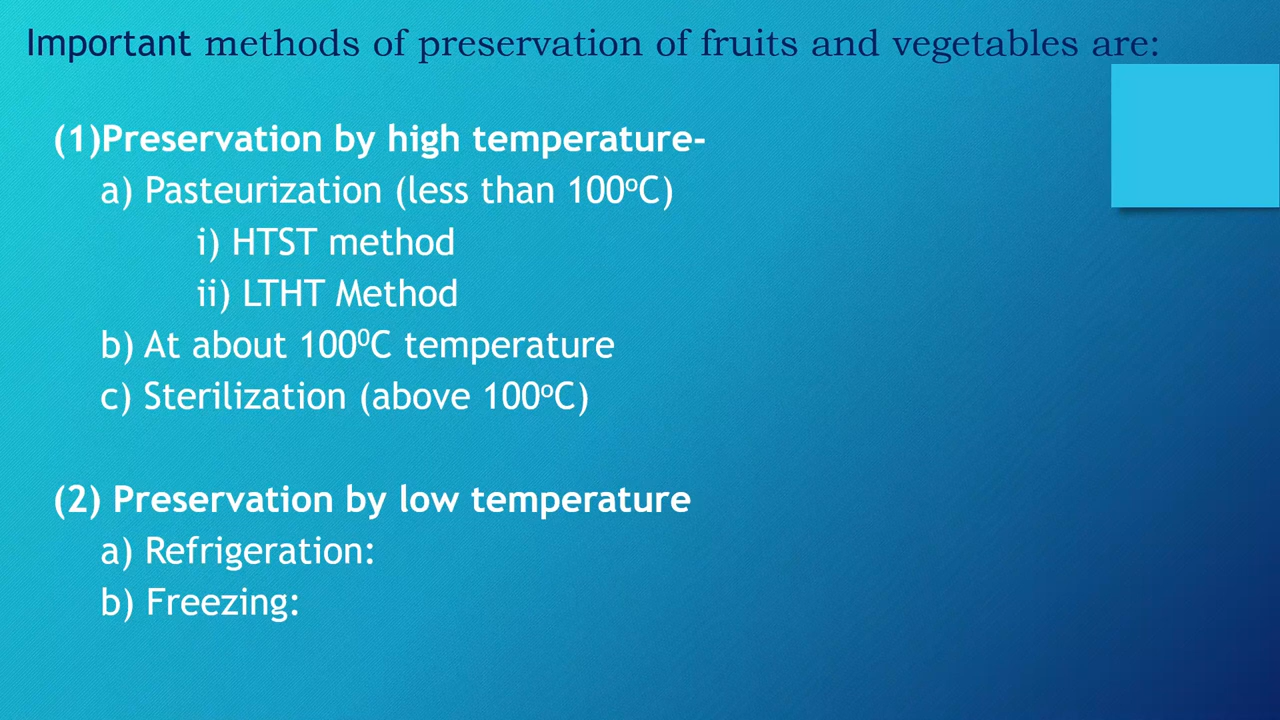 Important methods of preservation of fruits and vegetables are:
(1)Preservation by high temperature-
a) Pasteurization (less than 100ºC)
i) HTST method
ii) LTHT Method
b) At about 100⁰C temperature
c) Sterilization (above 100ºC)
(2) Preservation by low temperature
a) Refrigeration:
b) Freezing: